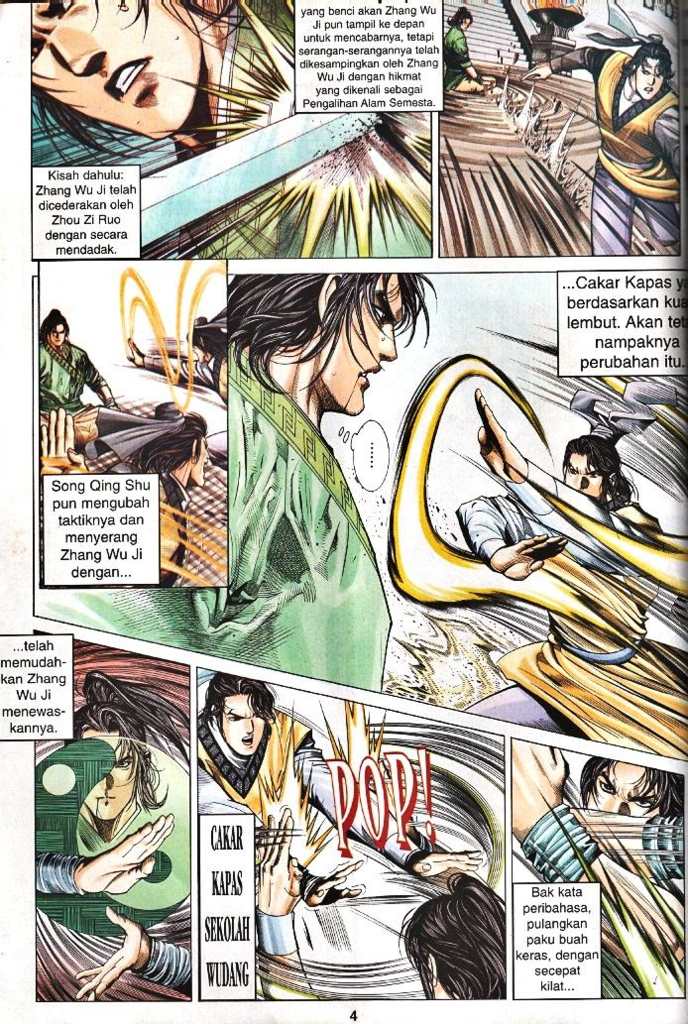 yang benci akan Zhang Wu
Ji pun tampil ke depan
untuk mencabarnya, tetapi
serangan-serangannya telah
dikesampingkan oleh Zhang
Wu Ji dengan hikmat
yang dikenali sebagai
Pengalihan Alam Semesta.
Kisah dahulu:
Zhang Wu Ji telah
dicederakan oleh
Zhou Zi Ruo
dengan secara
mendadak.
...Cakar Kapas
berdasarkan
lembut. Akan
nampaknya
perubahan itu...
Song Qing Shu
pun mengubah
taktiknya dan
menyerang
Zhang Wu Ji
dengan...
......
...telah
memudah-
kan Zhang
Wu Ji
menewas-
kannya.
POP!
CAKAR
KAPAS
SEKOLAH
WUDANG
Bak kata
peribahasa,
pulangkan
paku buah
keras, dengan
secepat
kilat...
4